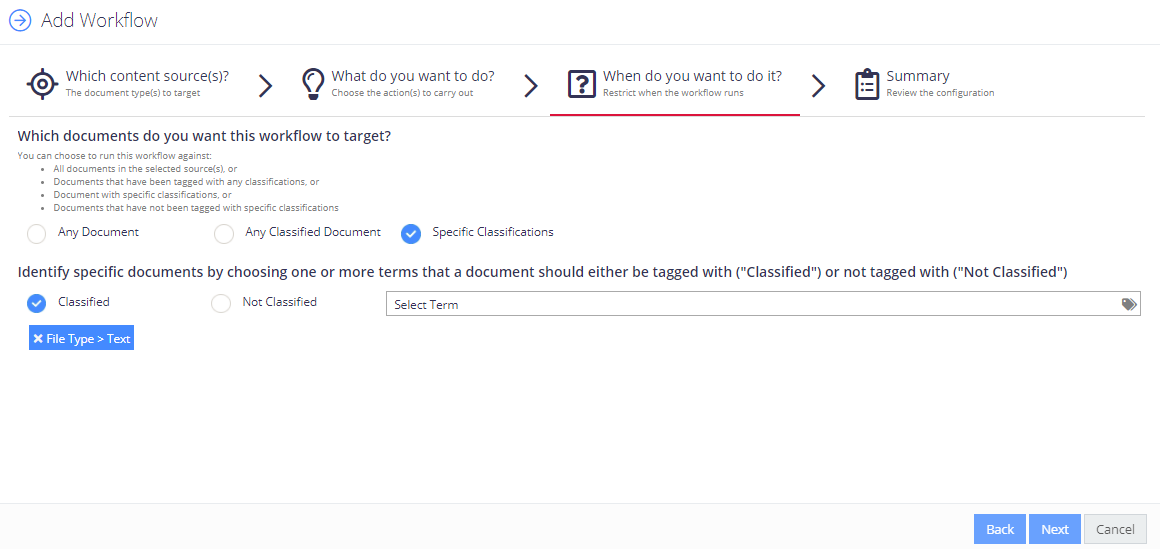 Add Workflow
Which content source(s)?
The document type(s) to target
What do you want to do?
Choose the action(s) to carry out
When do you want to do it?
Restrict when the workflow runs
Summary
Review the configuration
Which documents do you want this workflow to target?
You can choose to run this workflow against:
• All documents in the selected source(s), or
• Documents that have been tagged with any classifications, or
• Document with specific classifications, or
• Documents that have not been tagged with specific classifications
Any Document Any Classified Document Specific Classifications
Identify specific documents by choosing one or more terms that a document should either be tagged with ("Classified") or not tagged with ("Not Classified")
Classified Not Classified Select Term
File Type > Text
Back Next Cancel